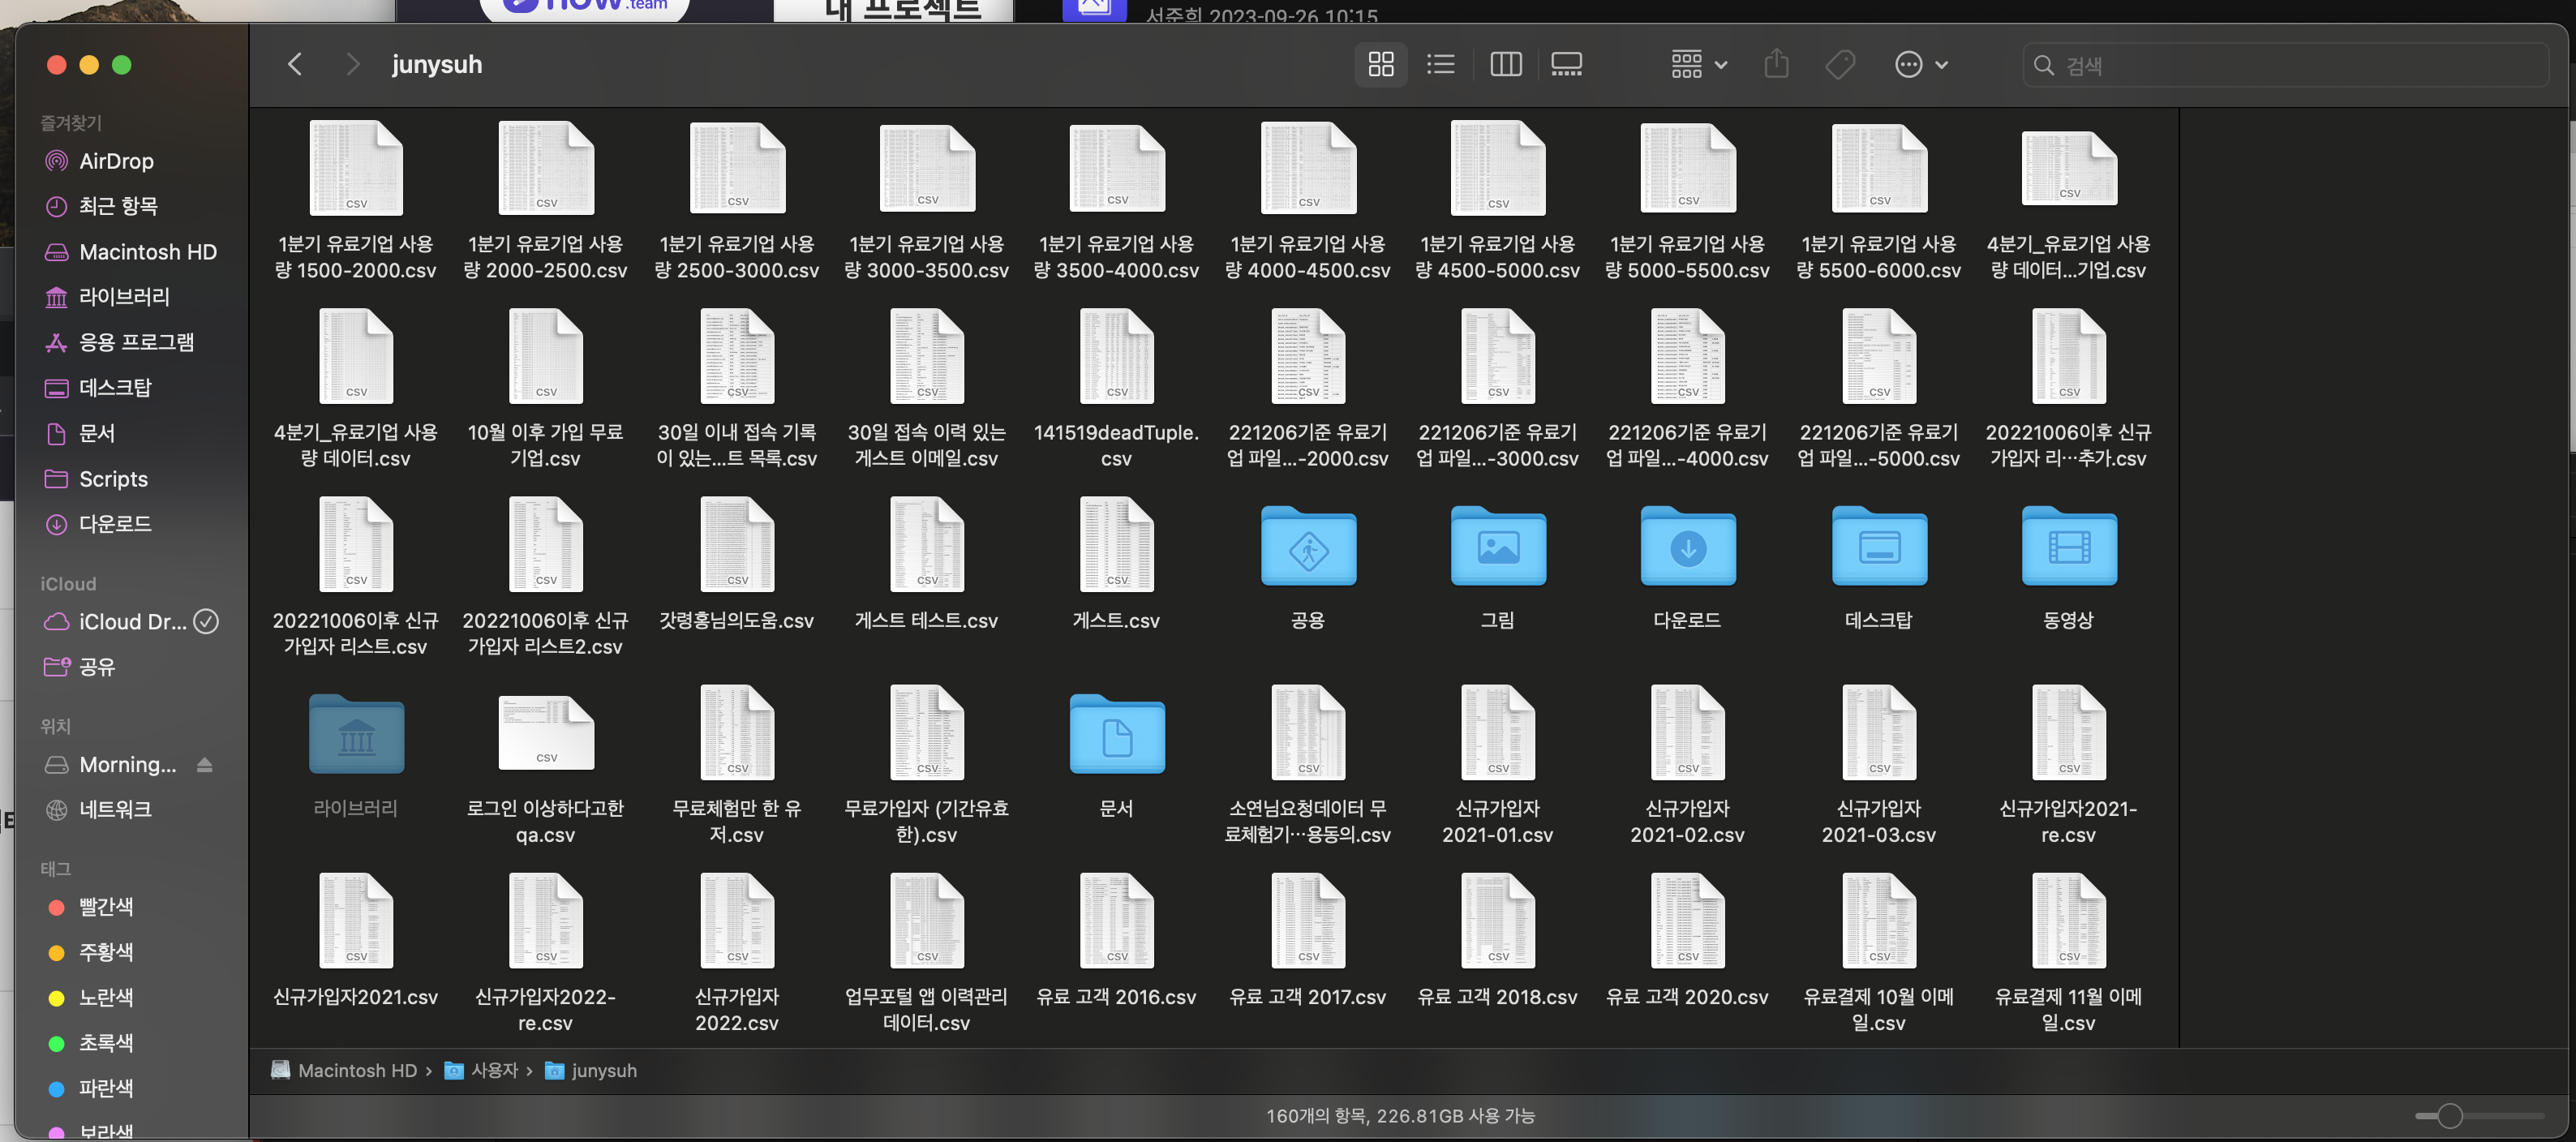 now.team
내 프로젝트
서준희 2023-09-26 10:15
junysuh
검색
즐겨찾기
AirDrop
최근 항목
Macintosh HD
라이브러리
응용 프로그램
데스크탑
문서
Scripts
다운로드
iCloud
iCloud Dr...
공유
위치
Morning...
네트워크
태그
빨간색
주황색
노란색
초록색
파란색
보라색
1분기 유료기업 사용
량 1500-2000.csv
1분기 유료기업 사용
량 2000-2500.csv
1분기 유료기업 사용
량 2500-3000.csv
1분기 유료기업 사용
량 3000-3500.csv
1분기 유료기업 사용
량 3500-4000.csv
1분기 유료기업 사용
량 4000-4500.csv
1분기 유료기업 사용
량 4500-5000.csv
1분기 유료기업 사용
량 5000-5500.csv
1분기 유료기업 사용
량 5500-6000.csv
4분기_유료기업 사용
량 데이터...기업.csv
4분기_유료기업 사용
량 데이터.csv
10월 이후 가입 무료
기업.csv
30일 이내 접속 기록
이 있는...트 목록.csv
30일 접속 이력 있는
게스트 이메일.csv
141519deadTuple.
csv
221206기준 유료기
업 파일...-2000.csv
221206기준 유료기
업 파일...-3000.csv
221206기준 유료기
업 파일...-4000.csv
221206기준 유료기
업 파일...-5000.csv
20221006이후 신규
가입자 리…추가.csv
20221006이후 신규
가입자 리스트.csv
20221006이후 신규
가입자 리스트2.csv
갓령홍님의도움.csv
게스트 테스트.csv
게스트.csv
공용
그림
다운로드
데스크탑
동영상
라이브러리
로그인 이상하다고한
qa.csv
무료체험만 한 유
저.csv
무료가입자 (기간유효
한).csv
문서
소연님요청데이터 무
료체험기…용동의.csv
신규가입자
2021-01.csv
신규가입자
2021-02.csv
신규가입자
2021-03.csv
신규가입자2021-
re.csv
신규가입자2021.csv
신규가입자2022-
re.csv
신규가입자
2022.csv
업무포털 앱 이력관리
데이터.csv
유료 고객 2016.csv
유료 고객 2017.csv
유료 고객 2018.csv
유료 고객 2020.csv
유료결제 10월 이메
일.csv
유료결제 11월 이메
일.csv
Macintosh HD › 사용자 › junysuh
160개의 항목, 226.81GB 사용 가능